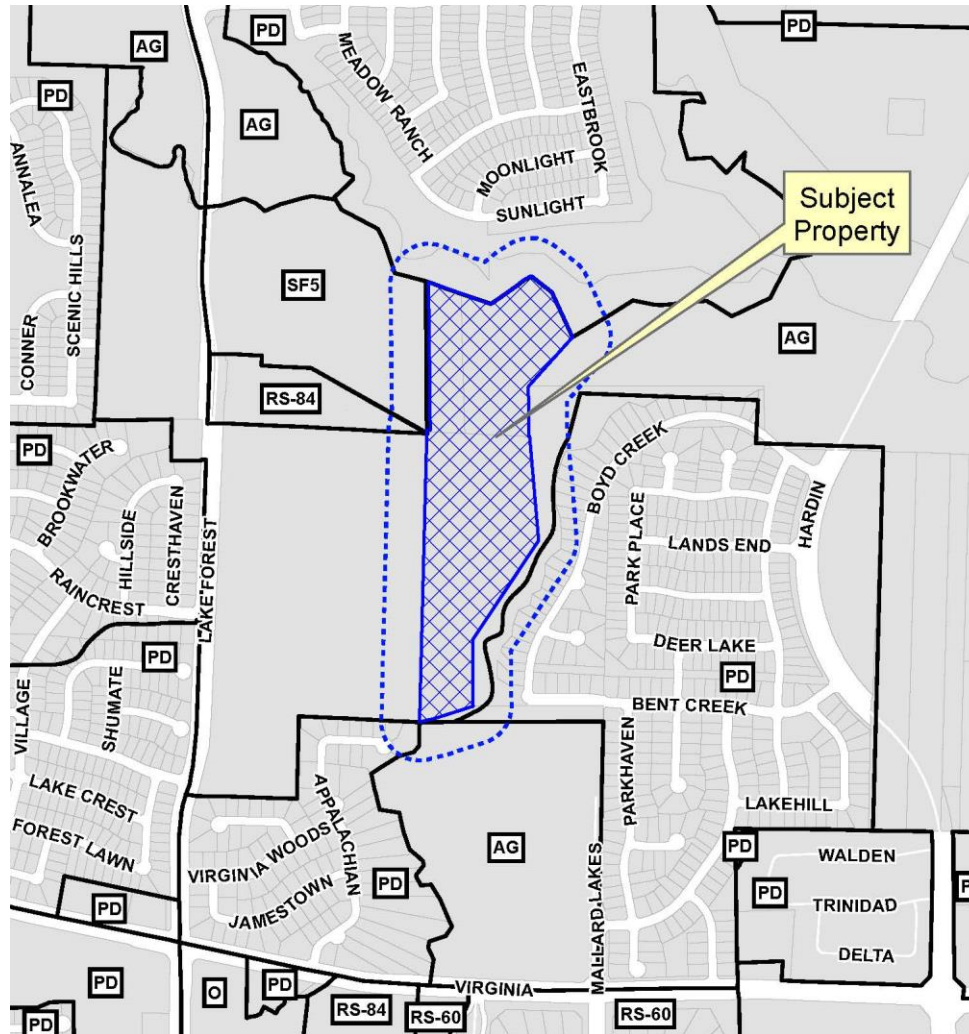 PD
AG
PD
PD
AG
MEADOW RANCH
EASTBROOK
MOONLIGHT
SUNLIGHT
ANNALEA
SCENIC HILLS
CONNER
Subject
Property
SF5
AG
RS-84
PD
BROOKWATER
HILLSIDE
CRESTHAVEN
RAINCREST
LAKE FOREST
BOYD CREEK
PARK PLACE
LANDS END
HARDIN
DEER LAKE
PD
BENT CREEK
PD
VILLAGE
SHUMATE
LAKE CREST
FOREST LAWN
APPALACHIAN
VIRGINIA WOODS
JAMESTOWN
PD
AG
PARKHAVEN
MALLARD LAKES
LAKEHILL
PD
WALDEN
PD
TRINIDAD
DELTA
PD
VIRGINIA
PD
O
PD
RS-84
RS-60
RS-60
PD